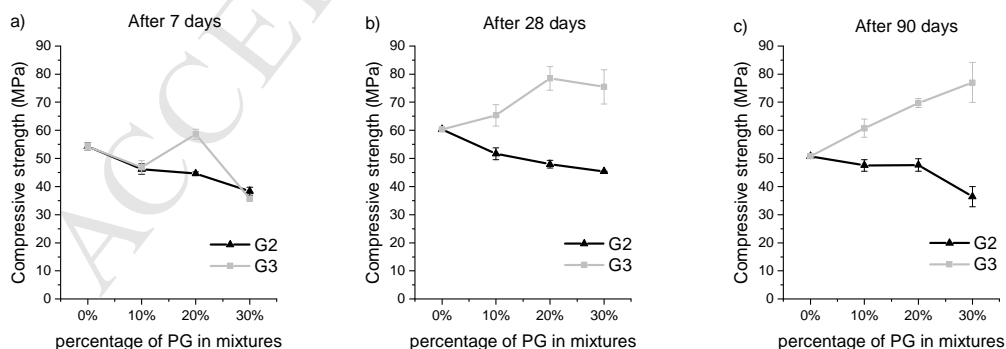 a)
After 7 days
90
80
70
60
50
40
30
20
10
0
Compressive strength (MPa)
G2
G3
0% 10% 20% 30%
percentage of PG in mixtures
b)
After 28 days
90
80
70
60
50
40
30
20
10
0
Compressive strength (MPa)
G2
G3
0% 10% 20% 30%
percentage of PG in mixtures
c)
After 90 days
90
80
70
60
50
40
30
20
10
0
Compressive strength (MPa)
G2
G3
0% 10% 20% 30%
percentage of PG in mixtures